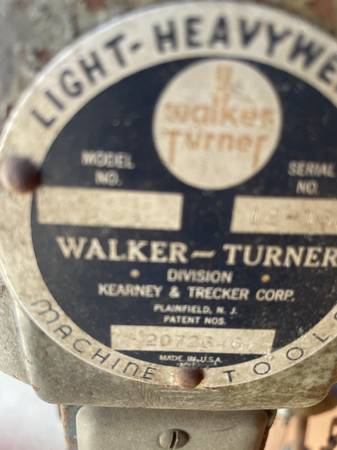 LIGHT-HEAVYWE
Walker
Turner
MODEL
NO.
SERIAL
NO.
WALKER-TURNER
DIVISION
KEARNEY & TRECKER CORP.
PLAINFIELD, N. J.
PATENT NOS.
MADE IN U.S.A.
MACHINE TOOL